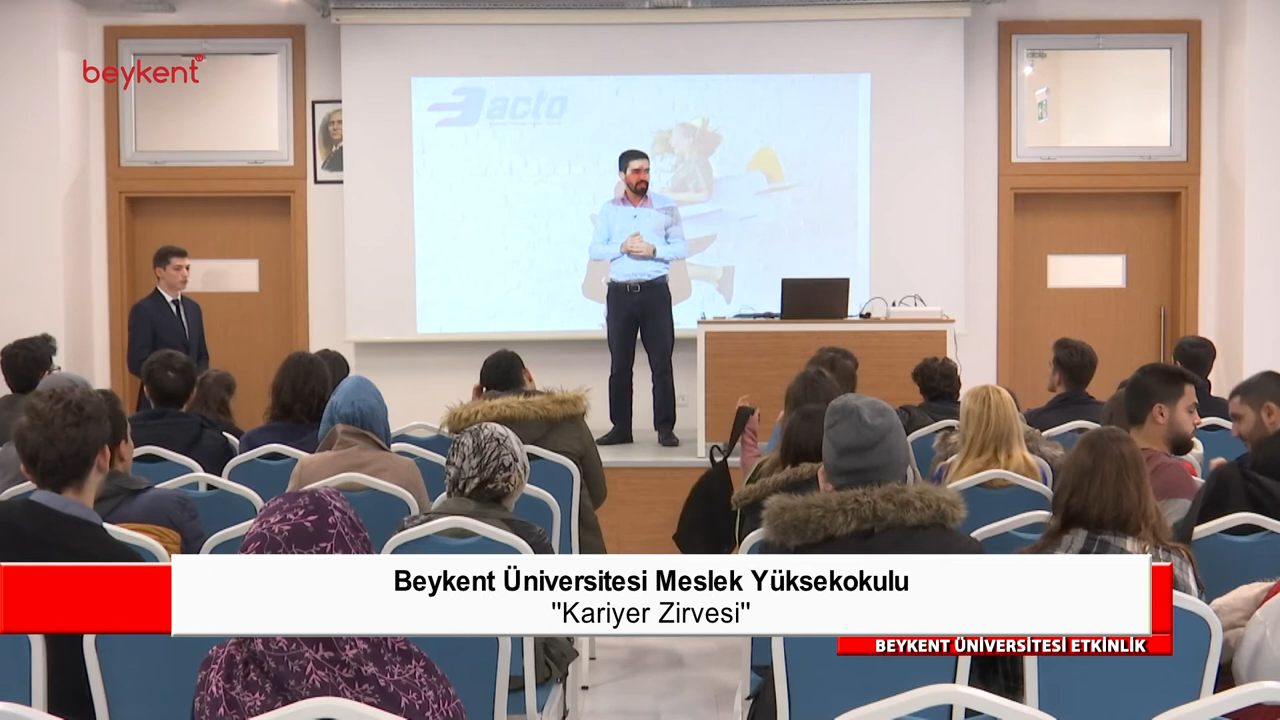 beykent
acto
Beykent Üniversitesi Meslek Yüksekokulu
"Kariyer Zirvesi"
BEYKENT ÜNİVERSİTESİ ETKİNLİK